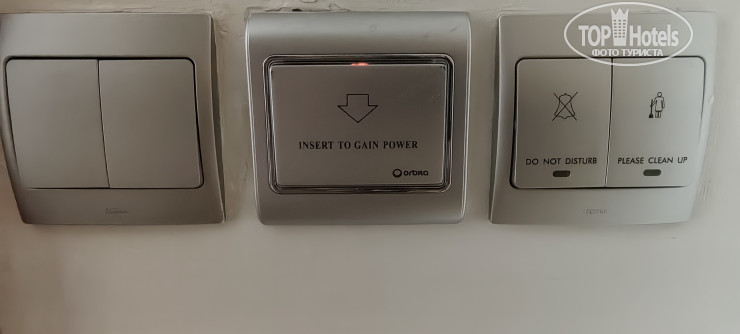 TOP Hotels
ФОТО ТУРИСТА
INSERT TO GAIN POWER
orbita
DO NOT DISTURB
PLEASE CLEAN UP